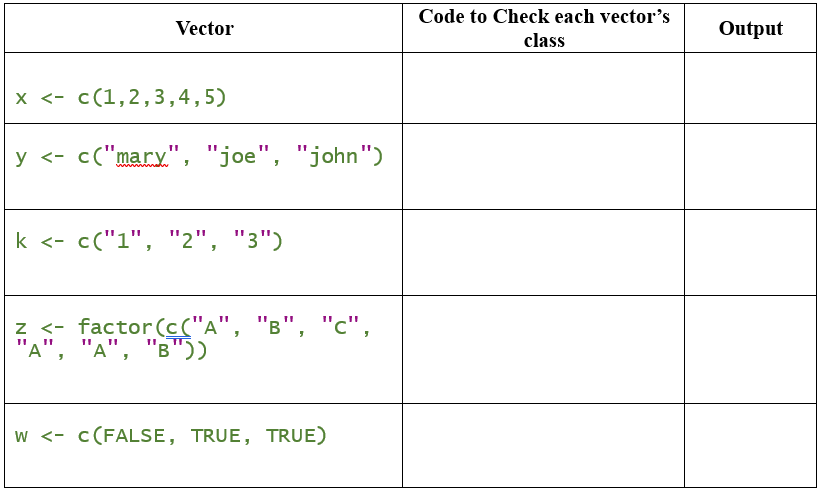 Vector
Code to Check each vector’s
class
Output
x <- c(1,2,3,4,5)
y <- c("mary", "joe", "john")
k <- c("1", "2", "3")
z <- factor(c("A", "B", "C",
"A", "A", "B"))
w <- c(FALSE, TRUE, TRUE)